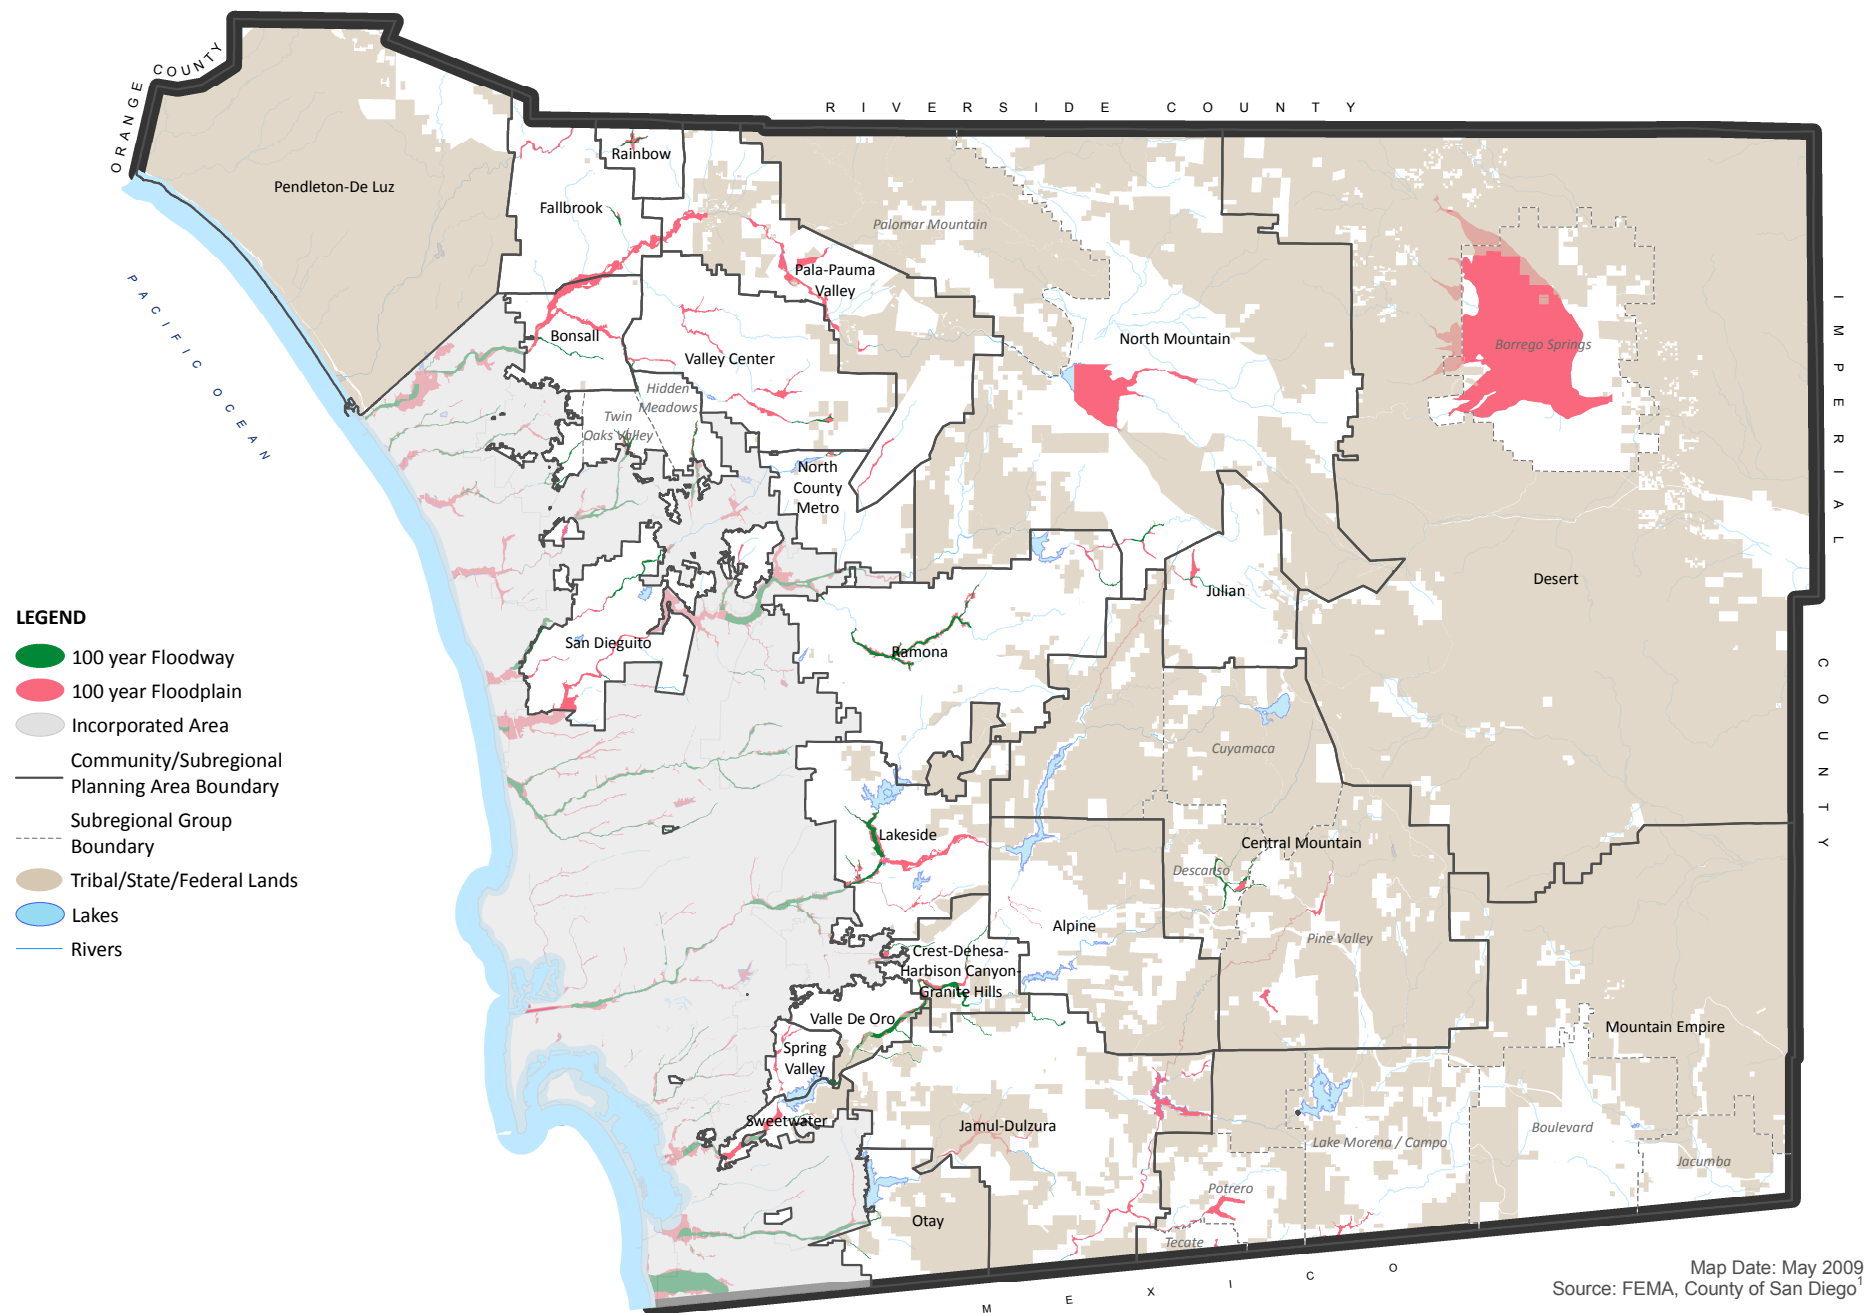 ORANGE COUNTY
RIVERSIDE COUNTY
IMPERIAL COUNTY
MEXICO
PACIFIC OCEAN
Pendleton-De Luz
Rainbow
Fallbrook
Palomar Mountain
Pala-Pauma
Valley
Bonsall
Valley Center
North Mountain
Borrego Springs
Hidden
Meadows
Twin
Oaks Valley
North
County
Metro
Desert
Julian
San Dieguito
Ramona
Cuyamaca
Lakeside
Central Mountain
Descanso
Alpine
Pine Valley
Crest-Dehesa-
Harbison Canyon-
Granite Hills
Valle De Oro
Spring
Valley
Mountain Empire
Sweetwater
Jamul-Dulzura
Lake Morena / Campo
Boulevard
Jacumba
Potrero
Otay
Tecate
LEGEND
100 year Floodway
100 year Floodplain
Incorporated Area
Community/Subregional
Planning Area Boundary
Subregional Group
Boundary
Tribal/State/Federal Lands
Lakes
Rivers
Map Date: May 2009
Source: FEMA, County of San Diego1